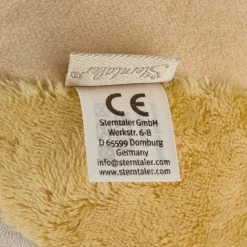 Sterntaler
CE
Sterntaler GmbH
Werkstr. 6-8
D 65599 Dornburg
Germany
info@sterntaler.com
www.sterntaler.com